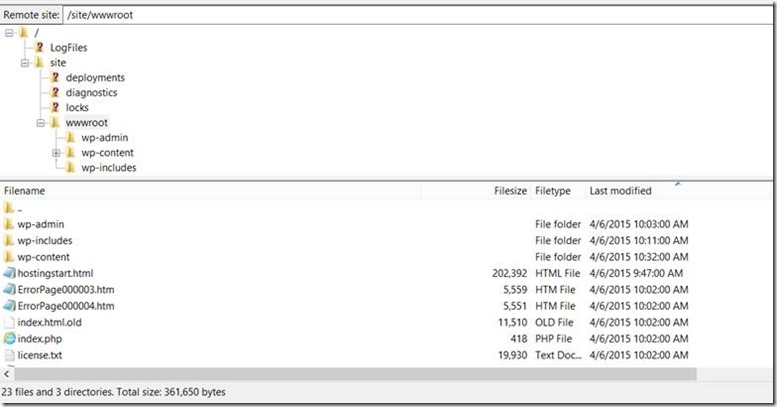 Remote site: /site/wwwroot
/
LogFiles
site
deployments
diagnostics
locks
wwwroot
wp-admin
wp-content
wp-includes
Filename Filesize Filetype Last modified
..
wp-admin File folder 4/6/2015 10:03:00 AM
wp-includes File folder 4/6/2015 10:11:00 AM
wp-content File folder 4/6/2015 10:32:00 AM
hostingstart.html 202,392 HTML File 4/6/2015 9:47:00 AM
ErrorPage000003.htm 5,559 HTM File 4/6/2015 10:02:00 AM
ErrorPage000004.htm 5,551 HTM File 4/6/2015 10:02:00 AM
index.html.old 11,510 OLD File 4/6/2015 10:02:00 AM
index.php 418 PHP File 4/6/2015 10:02:00 AM
license.txt 19,930 Text Doc... 4/6/2015 10:02:00 AM
23 files and 3 directories. Total size: 361,650 bytes